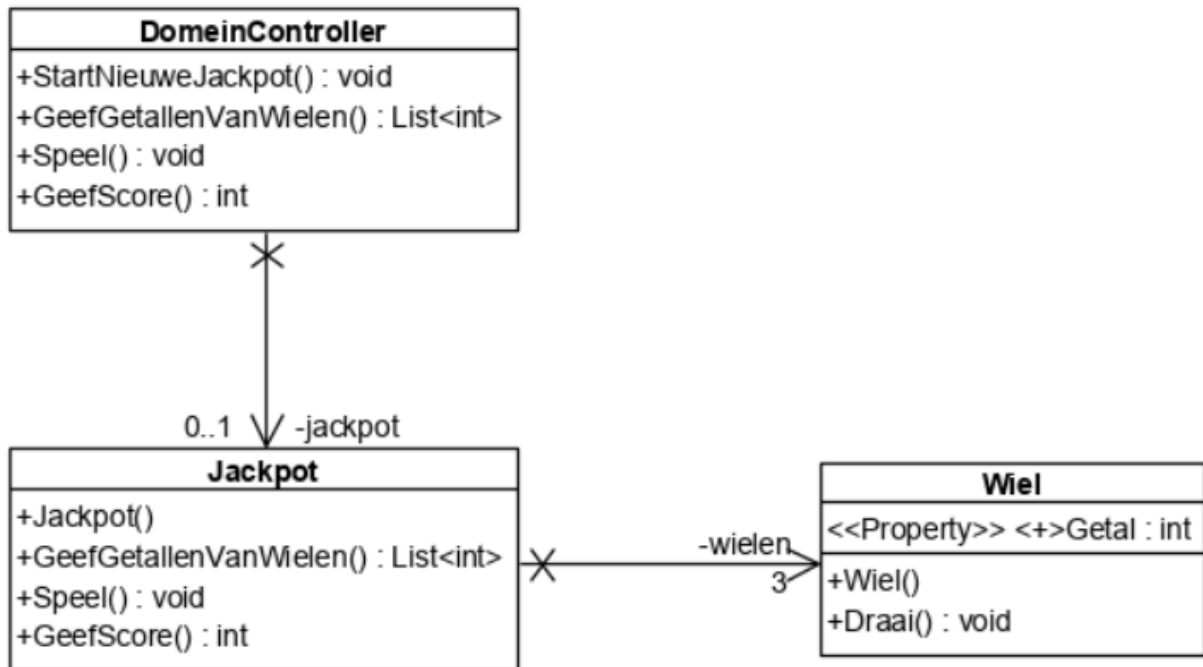 DomeinController
+StartNieuweJackpot() : void
+GeefGetallenVanWielen() : List<int>
+Speel() : void
+GeefScore() : int
0..1
-jackpot
Jackpot
+Jackpot()
+GeefGetallenVanWielen() : List<int>
+Speel() : void
+GeefScore() : int
-wielen
3
Wiel
<<Property>> <+>Getal : int
+Wiel()
+Draai() : void